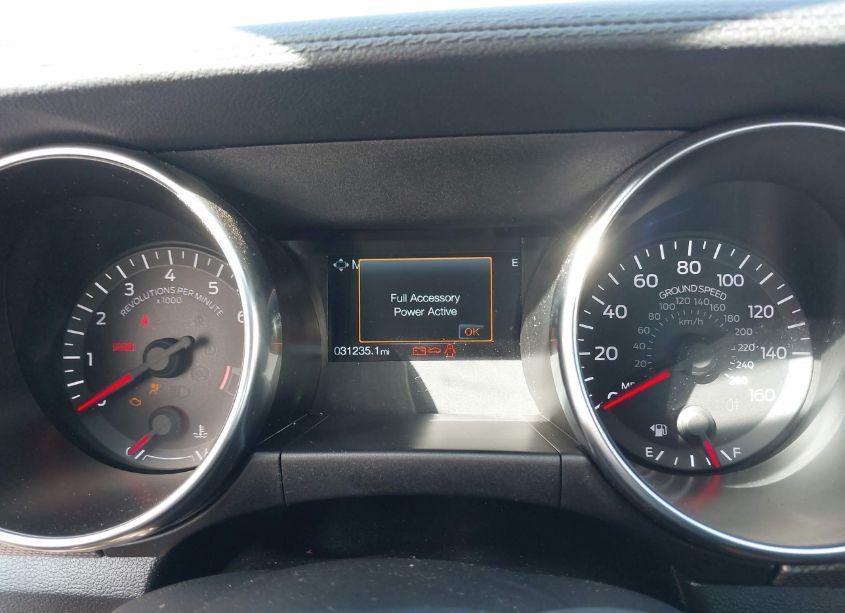 4
3 5
REVOLUTIONS PER MINUTE
x1000
2 6
1
0
M E
Full Accessory
Power Active
OK
031235.1mi
80
60 100
GROUND SPEED
100 120 140
80 160
60 km/h 180
40 120
40 200
20 220
20 240 140
260
160
E F